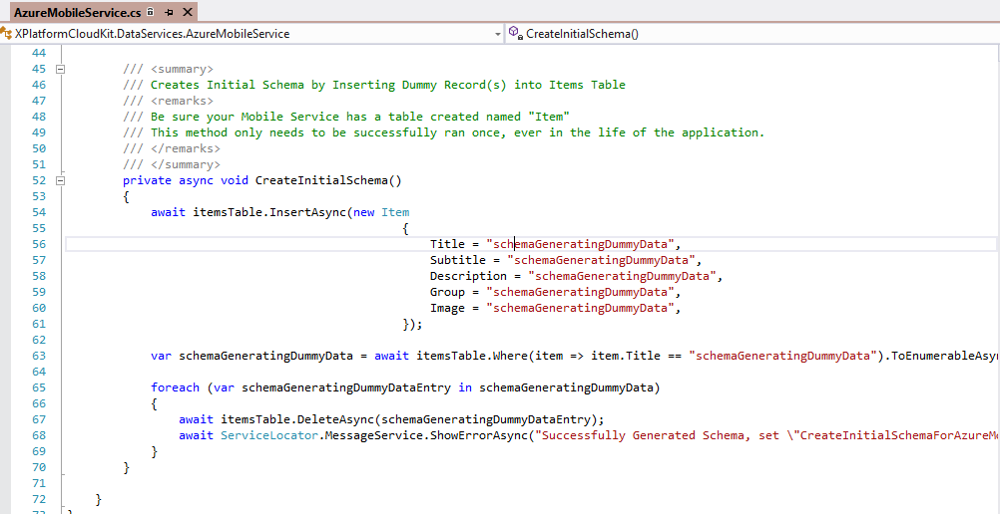 AzureMobileService.cs
XPlatformCloudKit.DataServices.AzureMobileService CreateInitialSchema()
44
45 /// <summary>
46 /// Creates Initial Schema by Inserting Dummy Record(s) into Items Table
47 /// <remarks>
48 /// Be sure your Mobile Service has a table created named "Item"
49 /// This method only needs to be successfully ran once, ever in the life of the application.
50 /// </remarks>
51 /// </summary>
52 private async void CreateInitialSchema()
53 {
54 await itemsTable.InsertAsync(new Item
55 {
56 Title = "schemaGeneratingDummyData",
57 Subtitle = "schemaGeneratingDummyData",
58 Description = "schemaGeneratingDummyData",
59 Group = "schemaGeneratingDummyData",
60 Image = "schemaGeneratingDummyData",
61 });
62
63 var schemaGeneratingDummyData = await itemsTable.Where(item => item.Title == "schemaGeneratingDummyData").ToEnumerableAsyn
64
65 foreach (var schemaGeneratingDummyDataEntry in schemaGeneratingDummyData)
66 {
67 await itemsTable.DeleteAsync(schemaGeneratingDummyDataEntry);
68 await ServiceLocator.MessageService.ShowErrorAsync("Successfully Generated Schema, set \"CreateInitialSchemaForAzureMo
69 }
70 }
71
72 }